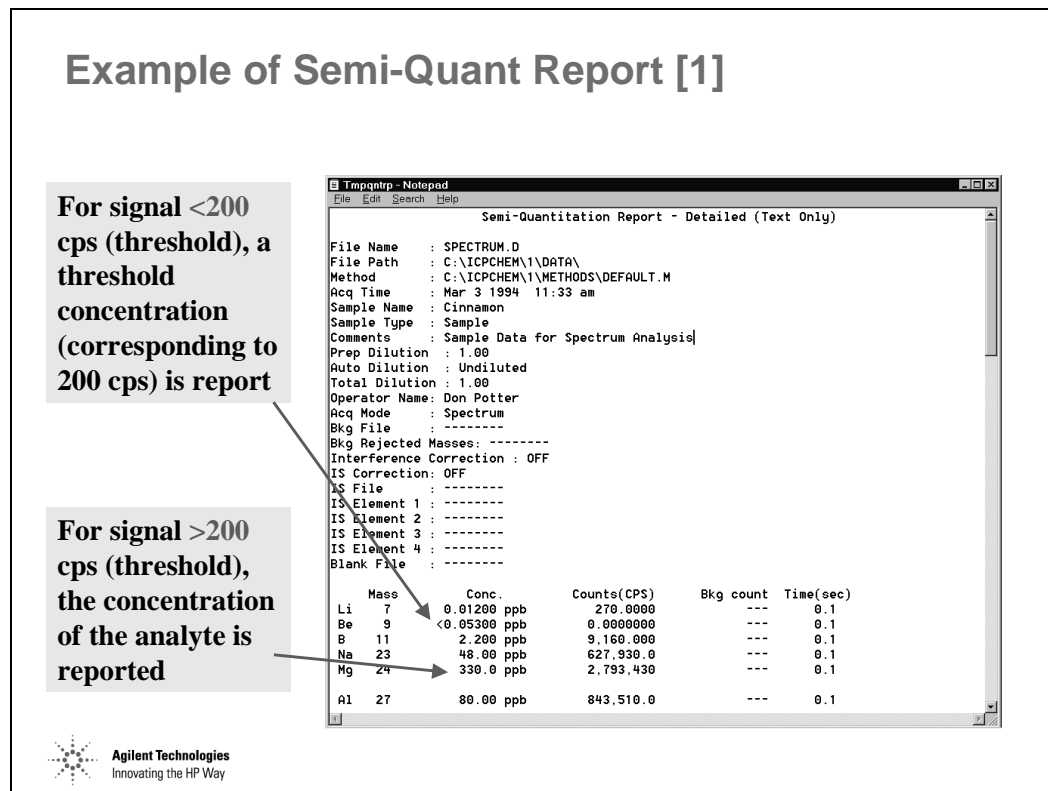 Example of Semi-Quant Report [1]
For signal <200
cps (threshold), a
threshold
concentration
(corresponding to
200 cps) is report
For signal >200
cps (threshold),
the concentration
of the analyte is
reported
Tmpqntrp - Notepad
File Edit Search Help
Semi-Quantitation Report - Detailed (Text Only)
File Name : SPECTRUM.D
File Path : C:\ICPCHEM\1\DATA\
Method : C:\ICPCHEM\1\METHODS\DEFAULT.M
Acq Time : Mar 3 1994 11:33 am
Sample Name : Cinnamon
Sample Type : Sample
Comments : Sample Data for Spectrum Analysis
Prep Dilution : 1.00
Auto Dilution : Undiluted
Total Dilution : 1.00
Operator Name: Don Potter
Acq Mode : Spectrum
Bkg File : --------
Bkg Rejected Masses: --------
Interference Correction : OFF
IS Correction: OFF
IS File : --------
IS Element 1 : --------
IS Element 2 : --------
IS Element 3 : --------
IS Element 4 : --------
Blank File : --------
Mass Conc. Counts(CPS) Bkg count Time(sec)
Li 7 0.01200 ppb 270.0000 --- 0.1
Be 9 <0.05300 ppb 0.0000000 --- 0.1
B 11 2.200 ppb 9,160.000 --- 0.1
Na 23 48.00 ppb 627,930.0 --- 0.1
Mg 24 330.0 ppb 2,793,430 --- 0.1
Al 27 80.00 ppb 843,510.0 --- 0.1
Agilent Technologies
Innovating the HP Way